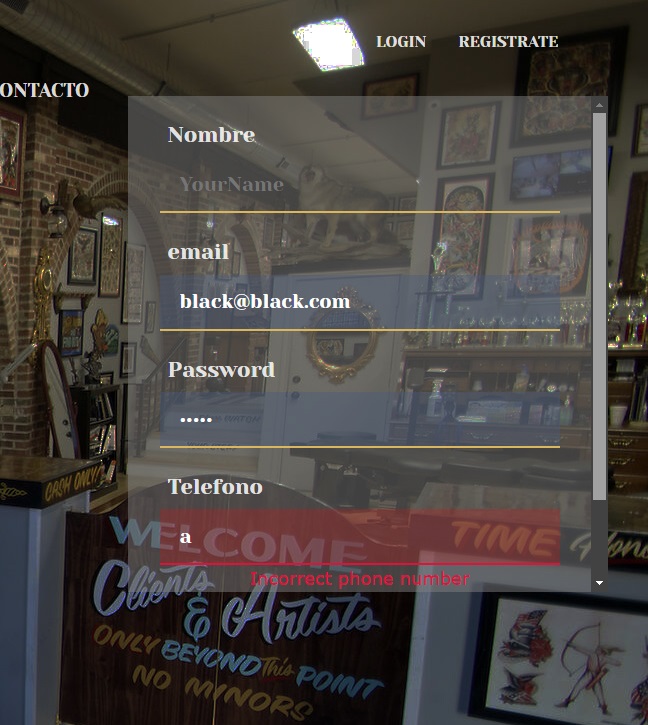 LOGIN REGISTRATE
ONTACTO
Nombre
YourName
email
black@black.com
Password
•••••
Telefono
a
Incorrect phone number
CASH ONLY!
WELCOME
Clients
&
Artists
ONLY BEYOND This POINT
NO MINORS
TIME